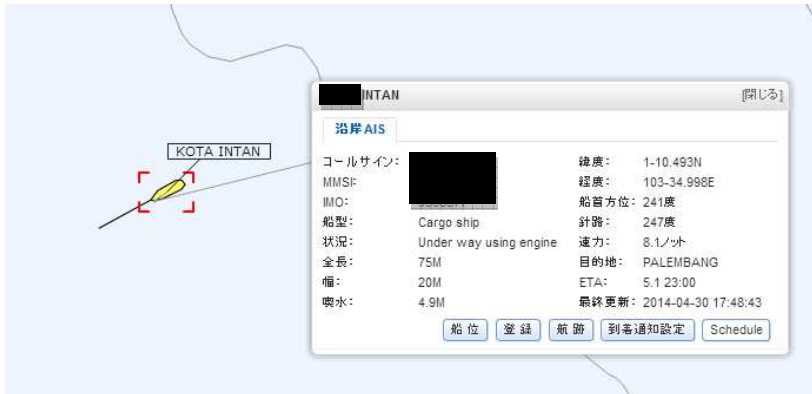 KOTA INTAN
INTAN [閉じる]
沿岸AIS
コールサイン: 緯度: 1-10.493N
MMSI: 経度: 103-34.998E
IMO: 船首方位: 241度
船型: Cargo ship 針路: 247度
状況: Under way using engine 速力: 8.1ノット
全長: 75M 目的地: PALEMBANG
幅: 20M ETA: 5.1 23:00
喫水: 4.9M 最終更新: 2014-04-30 17:48:43
船位 登録 航跡 到着通知設定 Schedule